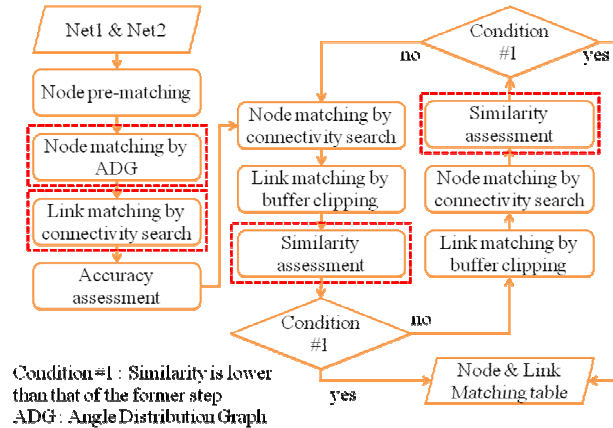 Net1 & Net2
Node pre-matching
Node matching by
ADG
Link matching by
connectivity search
Accuracy
assessment
Node matching by
connectivity search
Link matching by
buffer clipping
Similarity
assessment
Condition
#1
no
yes
Link matching by
buffer clipping
Node matching by
connectivity search
Similarity
assessment
Condition
#1
no
yes
Node & Link
Matching table
Condition #1 : Similarity is lower
than that of the former step
ADG : Angle Distribution Graph